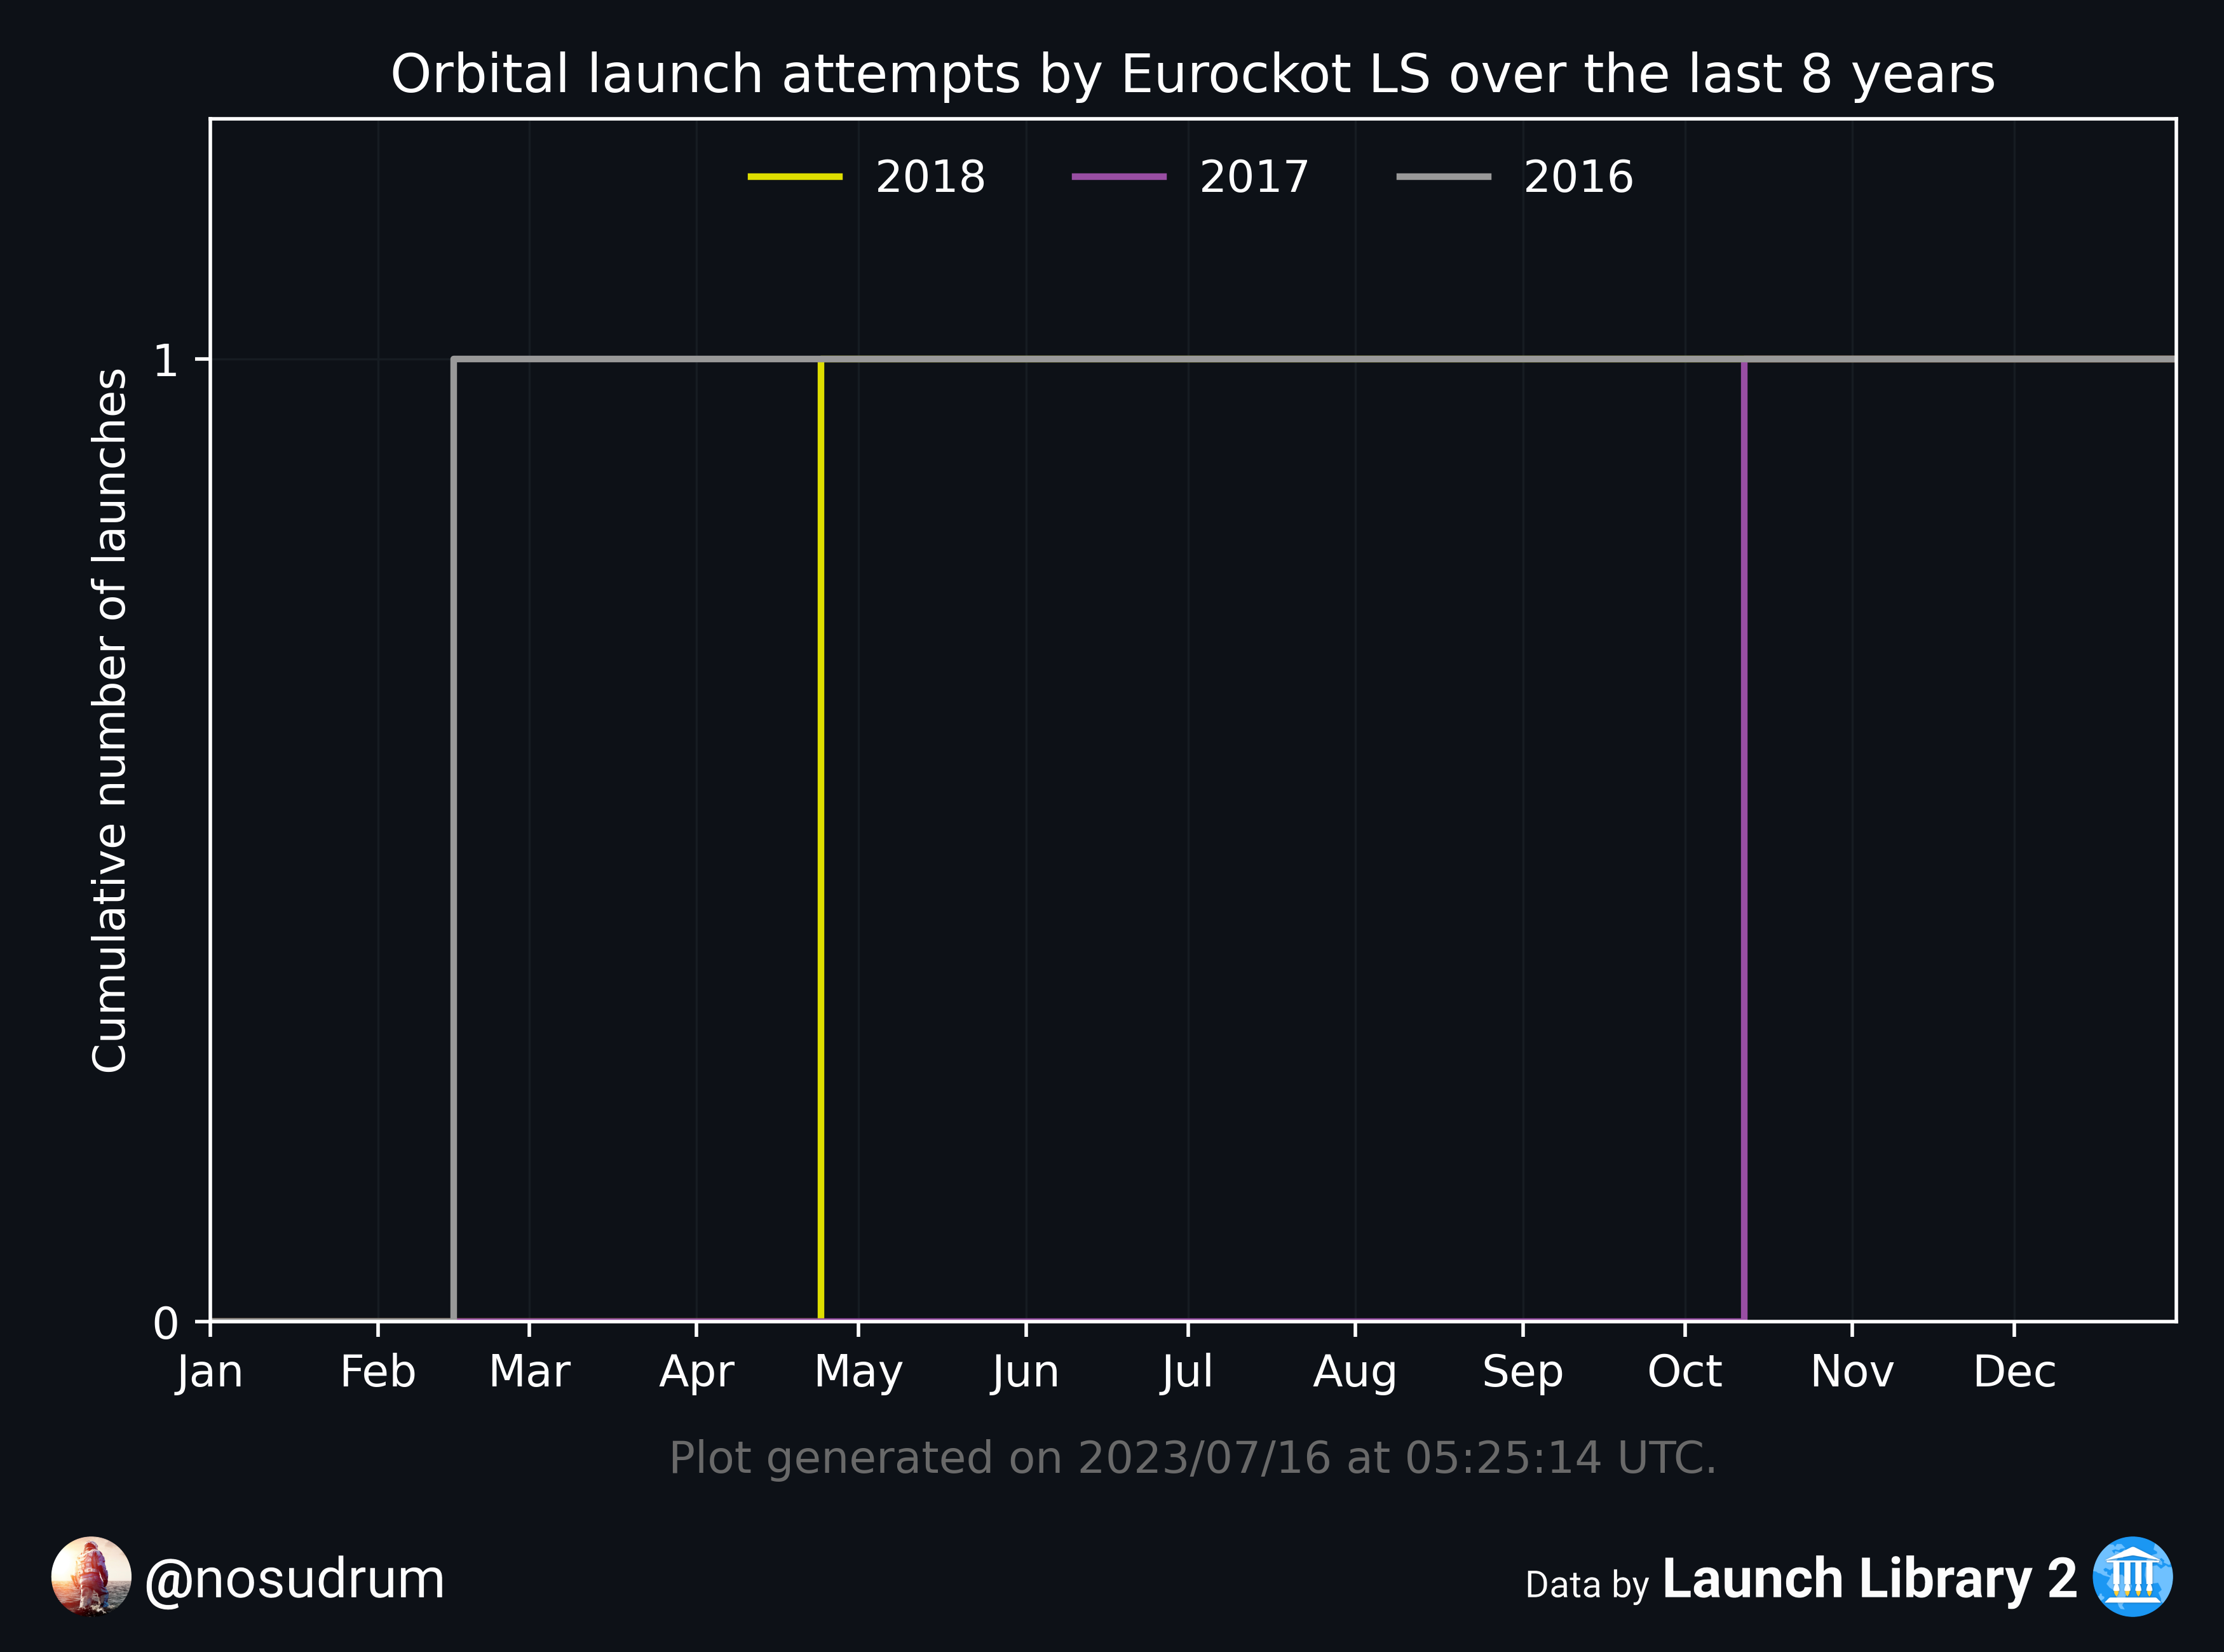 Orbital launch attempts by Eurockot LS over the last 8 years
2018 2017 2016
Cumulative number of launches
1
0
Jan Feb Mar Apr May Jun Jul Aug Sep Oct Nov Dec
Plot generated on 2023/07/16 at 05:25:14 UTC.
@nosudrum
Data by Launch Library 2